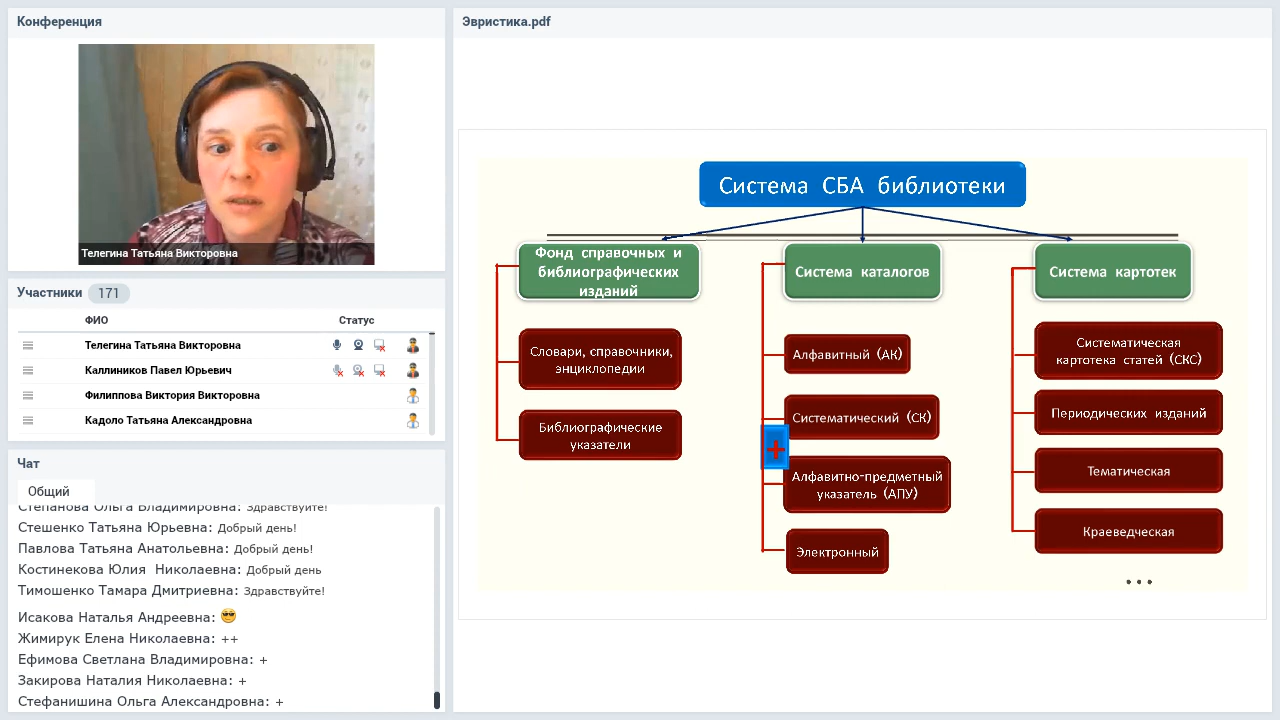 Конференция
Телегина Татьяна Викторовна
Участники 171
ФИО Статус
Телегина Татьяна Викторовна
Каллиников Павел Юрьевич
Филиппова Виктория Викторовна
Кадоло Татьяна Александровна
Чат
Общий
Степанова Ольга Владимировна: Здравствуйте!
Стешенко Татьяна Юрьевна: Добрый день!
Павлова Татьяна Анатольевна: Добрый день!
Костинекова Юлия Николаевна: Добрый день
Тимошенко Тамара Дмитриевна: Здравствуйте!
Исакова Наталья Андреевна: 😎
Жимирук Елена Николаевна: ++
Ефимова Светлана Владимировна: +
Закирова Наталия Николаевна: +
Стефанишина Ольга Александровна: +
Эвристика.pdf
Система СБА библиотеки
Фонд справочных и
библиографических
изданий
Словари, справочники,
энциклопедии
Библиографические
указатели
Система каталогов
Алфавитный (АК)
Систематический (СК)
+
Алфавитно-предметный
указатель (АПУ)
Электронный
Система картотек
Систематическая
картотека статей (СКС)
Периодических изданий
Тематическая
Краеведческая
...